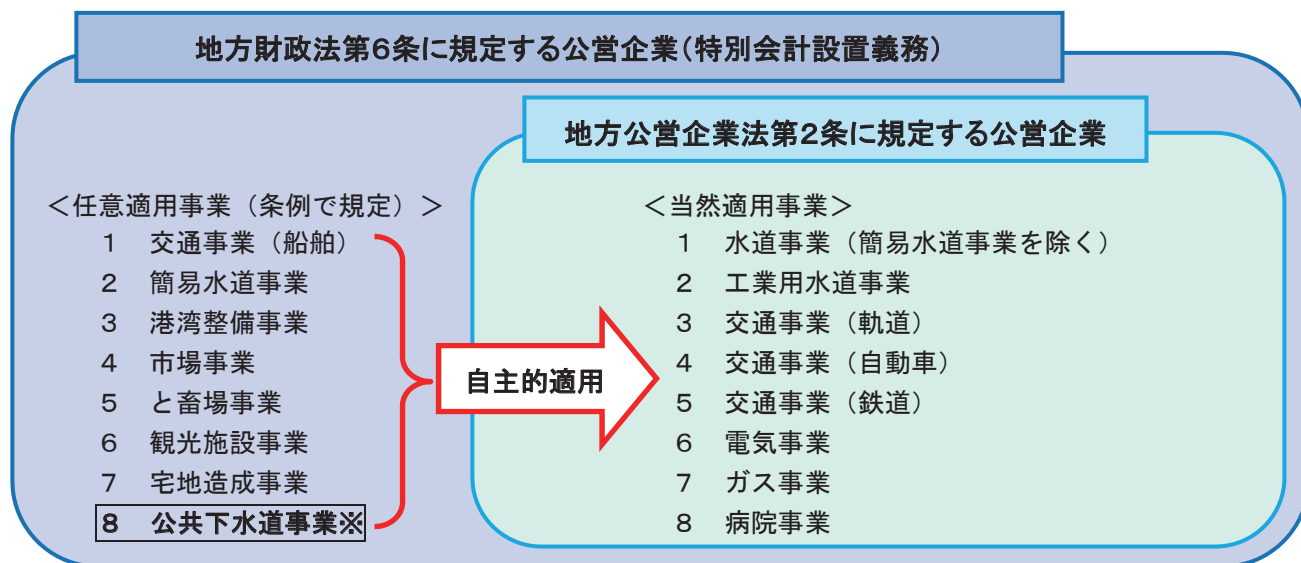 地方財政法第6条に規定する公営企業(特別会計設置義務)
地方公営企業法第2条に規定する公営企業
＜任意適用事業（条例で規定）＞
1 交通事業（船舶）
2 簡易水道事業
3 港湾整備事業
4 市場事業
5 と畜場事業
6 観光施設事業
7 宅地造成事業
8 公共下水道事業※
自主的適用
＜当然適用事業＞
1 水道事業（簡易水道事業を除く）
2 工業用水道事業
3 交通事業（軌道）
4 交通事業（自動車）
5 交通事業（鉄道）
6 電気事業
7 ガス事業
8 病院事業